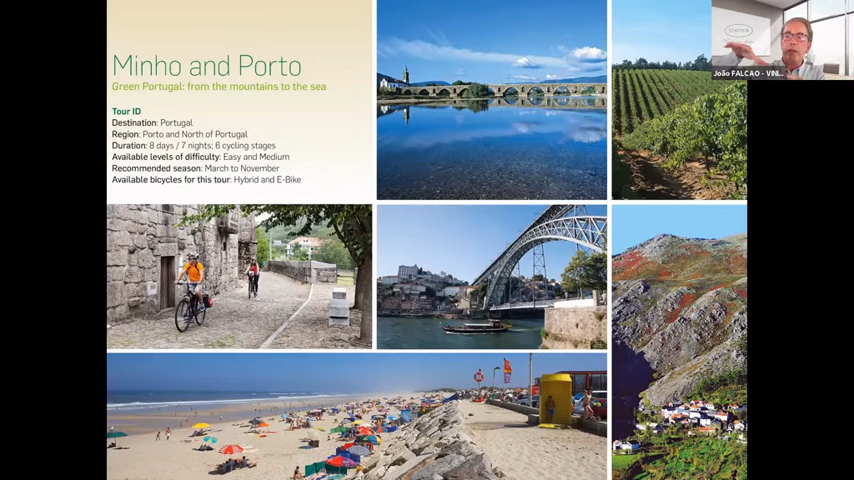 Minho and Porto
Green Portugal: from the mountains to the sea
Tour ID
Destination: Portugal
Region: Porto and North of Portugal
Duration: 8 days / 7 nights; 6 cycling stages
Available levels of difficulty: Easy and Medium
Recommended season: March to November
Available bicycles for this tour: Hybrid and E-Bike
João FALCAO - VINI...